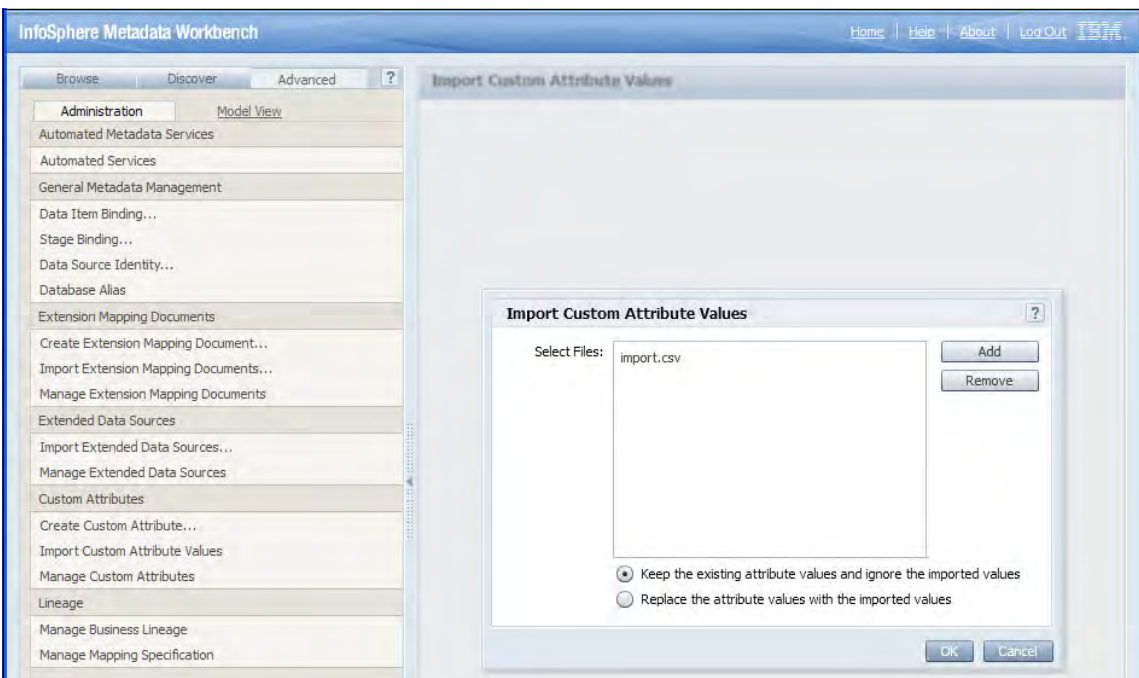 InfoSphere Metadata Workbench
Home | Help | About | Log Out IBM.
Browse Discover Advanced ?
Import Custom Attribute Values
Administration Model View
Automated Metadata Services
Automated Services
General Metadata Management
Data Item Binding...
Stage Binding...
Data Source Identity...
Database Alias
Extension Mapping Documents
Create Extension Mapping Document...
Import Extension Mapping Documents...
Manage Extension Mapping Documents
Extended Data Sources
Import Extended Data Sources...
Manage Extended Data Sources
Custom Attributes
Create Custom Attribute...
Import Custom Attribute Values
Manage Custom Attributes
Lineage
Manage Business Lineage
Manage Mapping Specification
Import Custom Attribute Values ?
Select Files: import.csv
Add
Remove
Keep the existing attribute values and ignore the imported values
Replace the attribute values with the imported values
OK Cancel